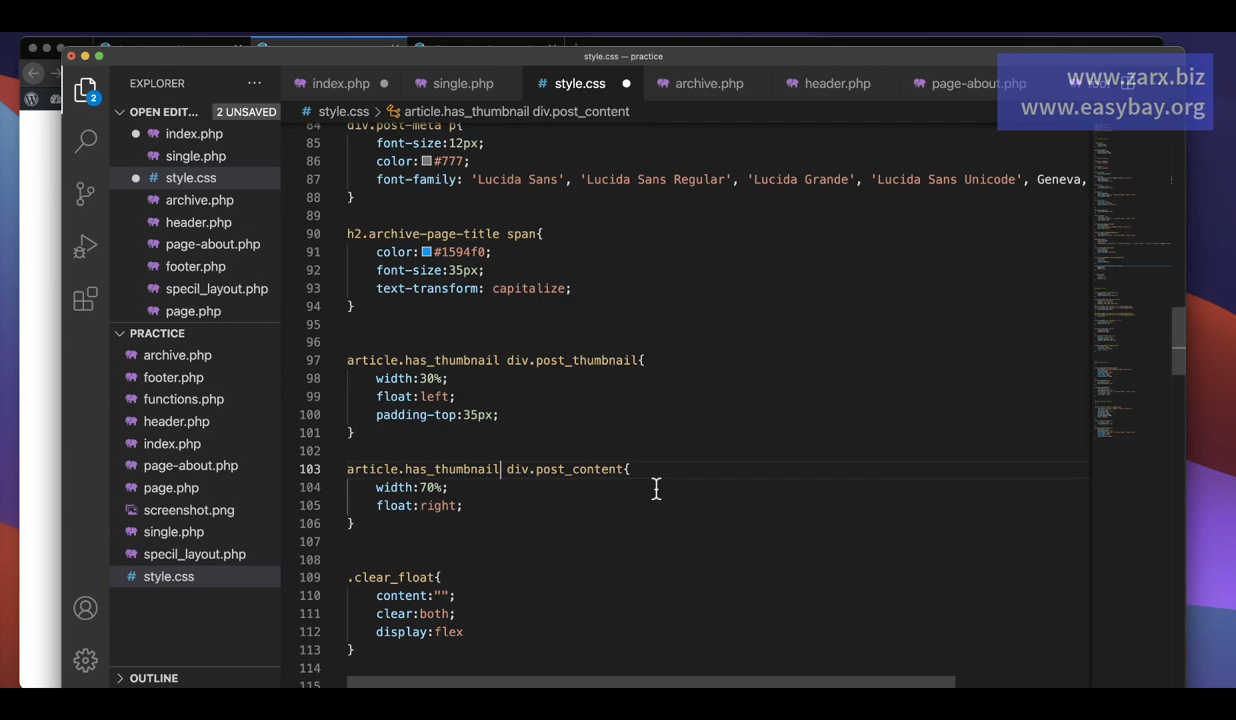 style.css — practice
www.zarx.biz
www.easybay.org
EXPLORER
index.php
single.php
style.css
archive.php
header.php
page-about.php
style.css > article.has_thumbnail div.post_content
OPEN EDIT... 2 UNSAVED
index.php
single.php
style.css
archive.php
header.php
page-about.php
footer.php
specil_layout.php
page.php
PRACTICE
archive.php
footer.php
functions.php
header.php
index.php
page-about.php
page.php
screenshot.png
single.php
specil_layout.php
style.css
OUTLINE
2
84 div.post-meta p{
85 font-size:12px;
86 color:#777;
87 font-family: 'Lucida Sans', 'Lucida Sans Regular', 'Lucida Grande', 'Lucida Sans Unicode', Geneva,
88 }
89
90 h2.archive-page-title span{
91 color:#1594f0;
92 font-size:35px;
93 text-transform: capitalize;
94 }
95
96
97 article.has_thumbnail div.post_thumbnail{
98 width:30%;
99 float:left;
100 padding-top:35px;
101 }
102
103 article.has_thumbnail div.post_content{
104 width:70%;
105 float:right;
106 }
107
108
109 .clear_float{
110 content:"";
111 clear:both;
112 display:flex
113 }
114
115